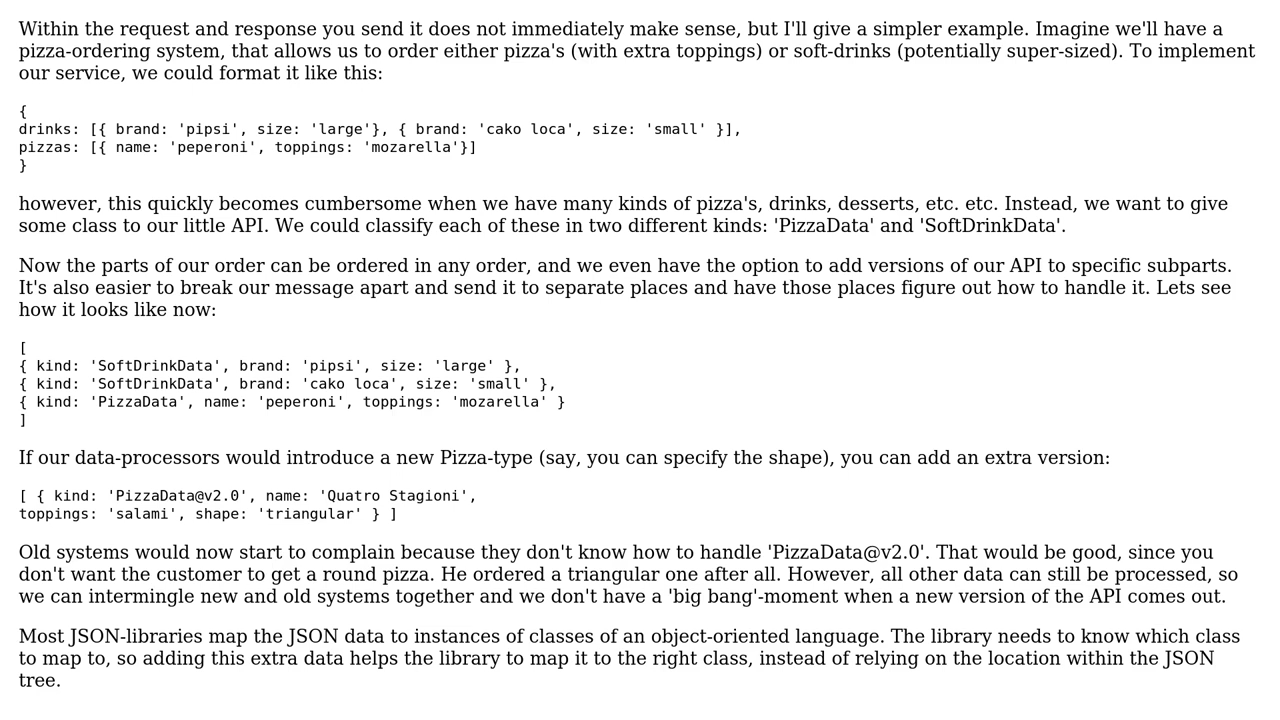 Within the request and response you send it does not immediately make sense, but I'll give a simpler example. Imagine we'll have a
pizza-ordering system, that allows us to order either pizza's (with extra toppings) or soft-drinks (potentially super-sized). To implement
our service, we could format it like this:
{
drinks: [{ brand: 'pipsi', size: 'large'}, { brand: 'cako loca', size: 'small' }],
pizzas: [{ name: 'peperoni', toppings: 'mozarella'}]
}
however, this quickly becomes cumbersome when we have many kinds of pizza's, drinks, desserts, etc. etc. Instead, we want to give
some class to our little API. We could classify each of these in two different kinds: 'PizzaData' and 'SoftDrinkData'.
Now the parts of our order can be ordered in any order, and we even have the option to add versions of our API to specific subparts.
It's also easier to break our message apart and send it to separate places and have those places figure out how to handle it. Lets see
how it looks like now:
[
{ kind: 'SoftDrinkData', brand: 'pipsi', size: 'large' },
{ kind: 'SoftDrinkData', brand: 'cako loca', size: 'small' },
{ kind: 'PizzaData', name: 'peperoni', toppings: 'mozarella' }
]
If our data-processors would introduce a new Pizza-type (say, you can specify the shape), you can add an extra version:
[ { kind: 'PizzaData@v2.0', name: 'Quatro Stagioni',
toppings: 'salami', shape: 'triangular' } ]
Old systems would now start to complain because they don't know how to handle 'PizzaData@v2.0'. That would be good, since you
don't want the customer to get a round pizza. He ordered a triangular one after all. However, all other data can still be processed, so
we can intermingle new and old systems together and we don't have a 'big bang'-moment when a new version of the API comes out.
Most JSON-libraries map the JSON data to instances of classes of an object-oriented language. The library needs to know which class
to map to, so adding this extra data helps the library to map it to the right class, instead of relying on the location within the JSON
tree.